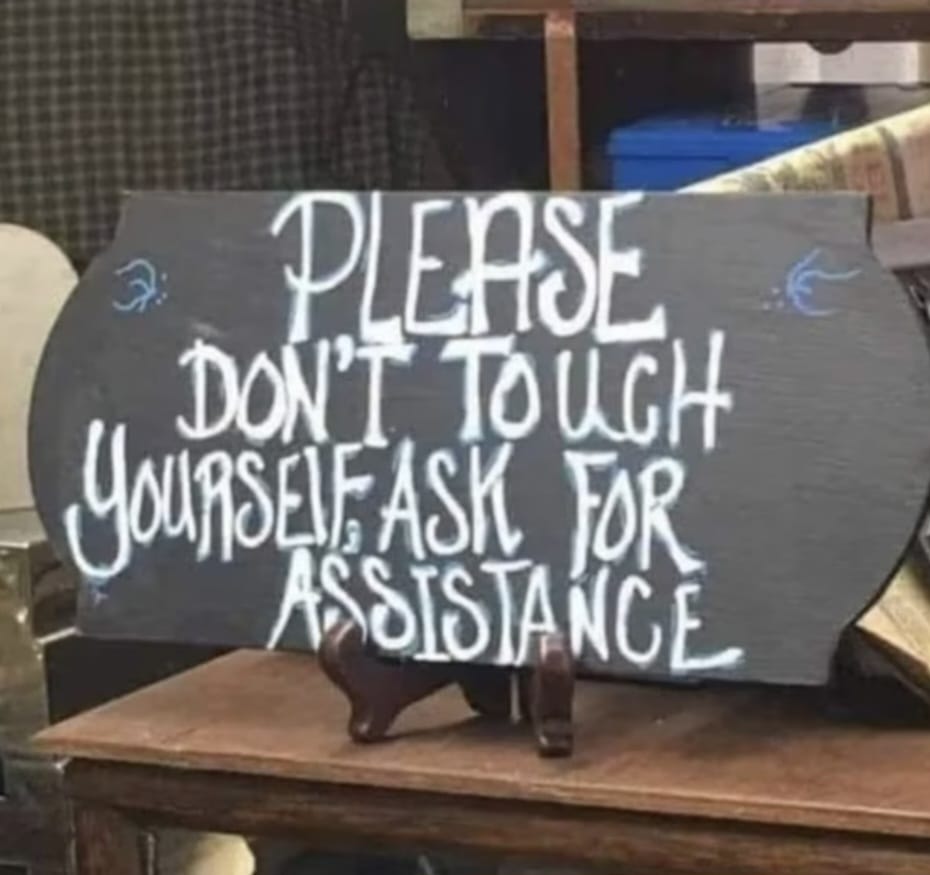 PLEASE
DON'T TOUCH
YOURSELF, ASK FOR
ASSISTANCE